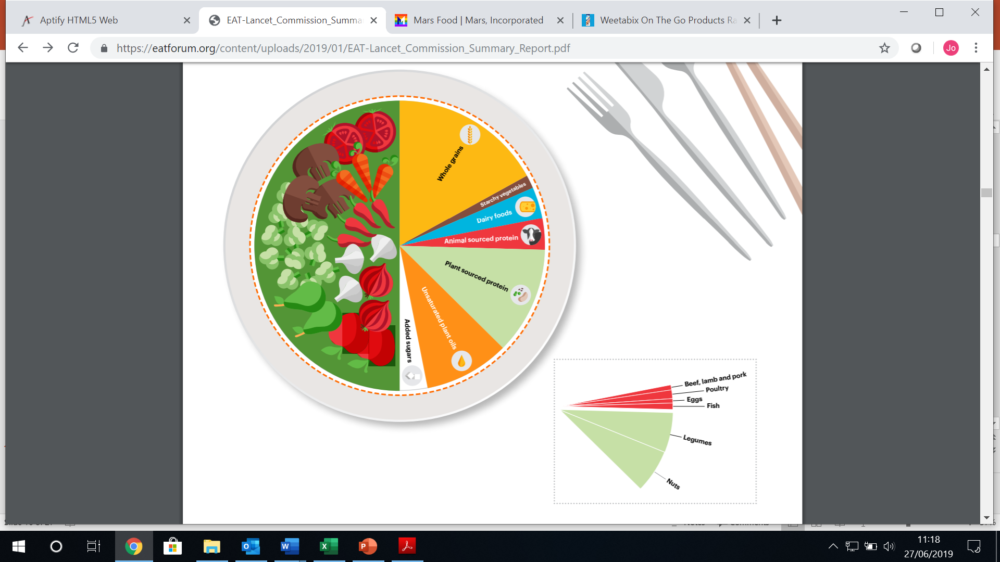 Aptify HTML5 Web
EAT-Lancet_Commission_Summa
Mars Food | Mars, Incorporated
Weetabix On The Go Products Ra
https://eatforum.org/content/uploads/2019/01/EAT-Lancet_Commission_Summary_Report.pdf
Jo
Whole grains
Starchy vegetables
Dairy foods
Animal sourced protein
Plant sourced protein
Unsaturated plant oils
Added sugars
Beef, lamb and pork
Poultry
Eggs
Fish
Legumes
Nuts
11:18
27/06/2019